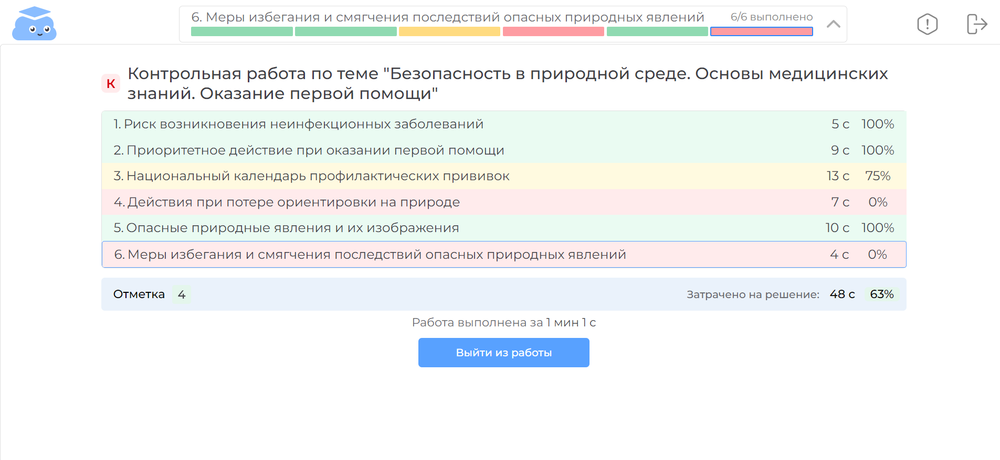 6. Меры избегания и смягчения последствий опасных природных явлений 6/6 выполнено
К
Контрольная работа по теме "Безопасность в природной среде. Основы медицинских
знаний. Оказание первой помощи"
1. Риск возникновения неинфекционных заболеваний 5 с 100%
2. Приоритетное действие при оказании первой помощи 9 с 100%
3. Национальный календарь профилактических прививок 13 с 75%
4. Действия при потере ориентировки на природе 7 с 0%
5. Опасные природные явления и их изображения 10 с 100%
6. Меры избегания и смягчения последствий опасных природных явлений 4 с 0%
Отметка 4 Затрачено на решение: 48 с 63%
Работа выполнена за 1 мин 1 с
Выйти из работы